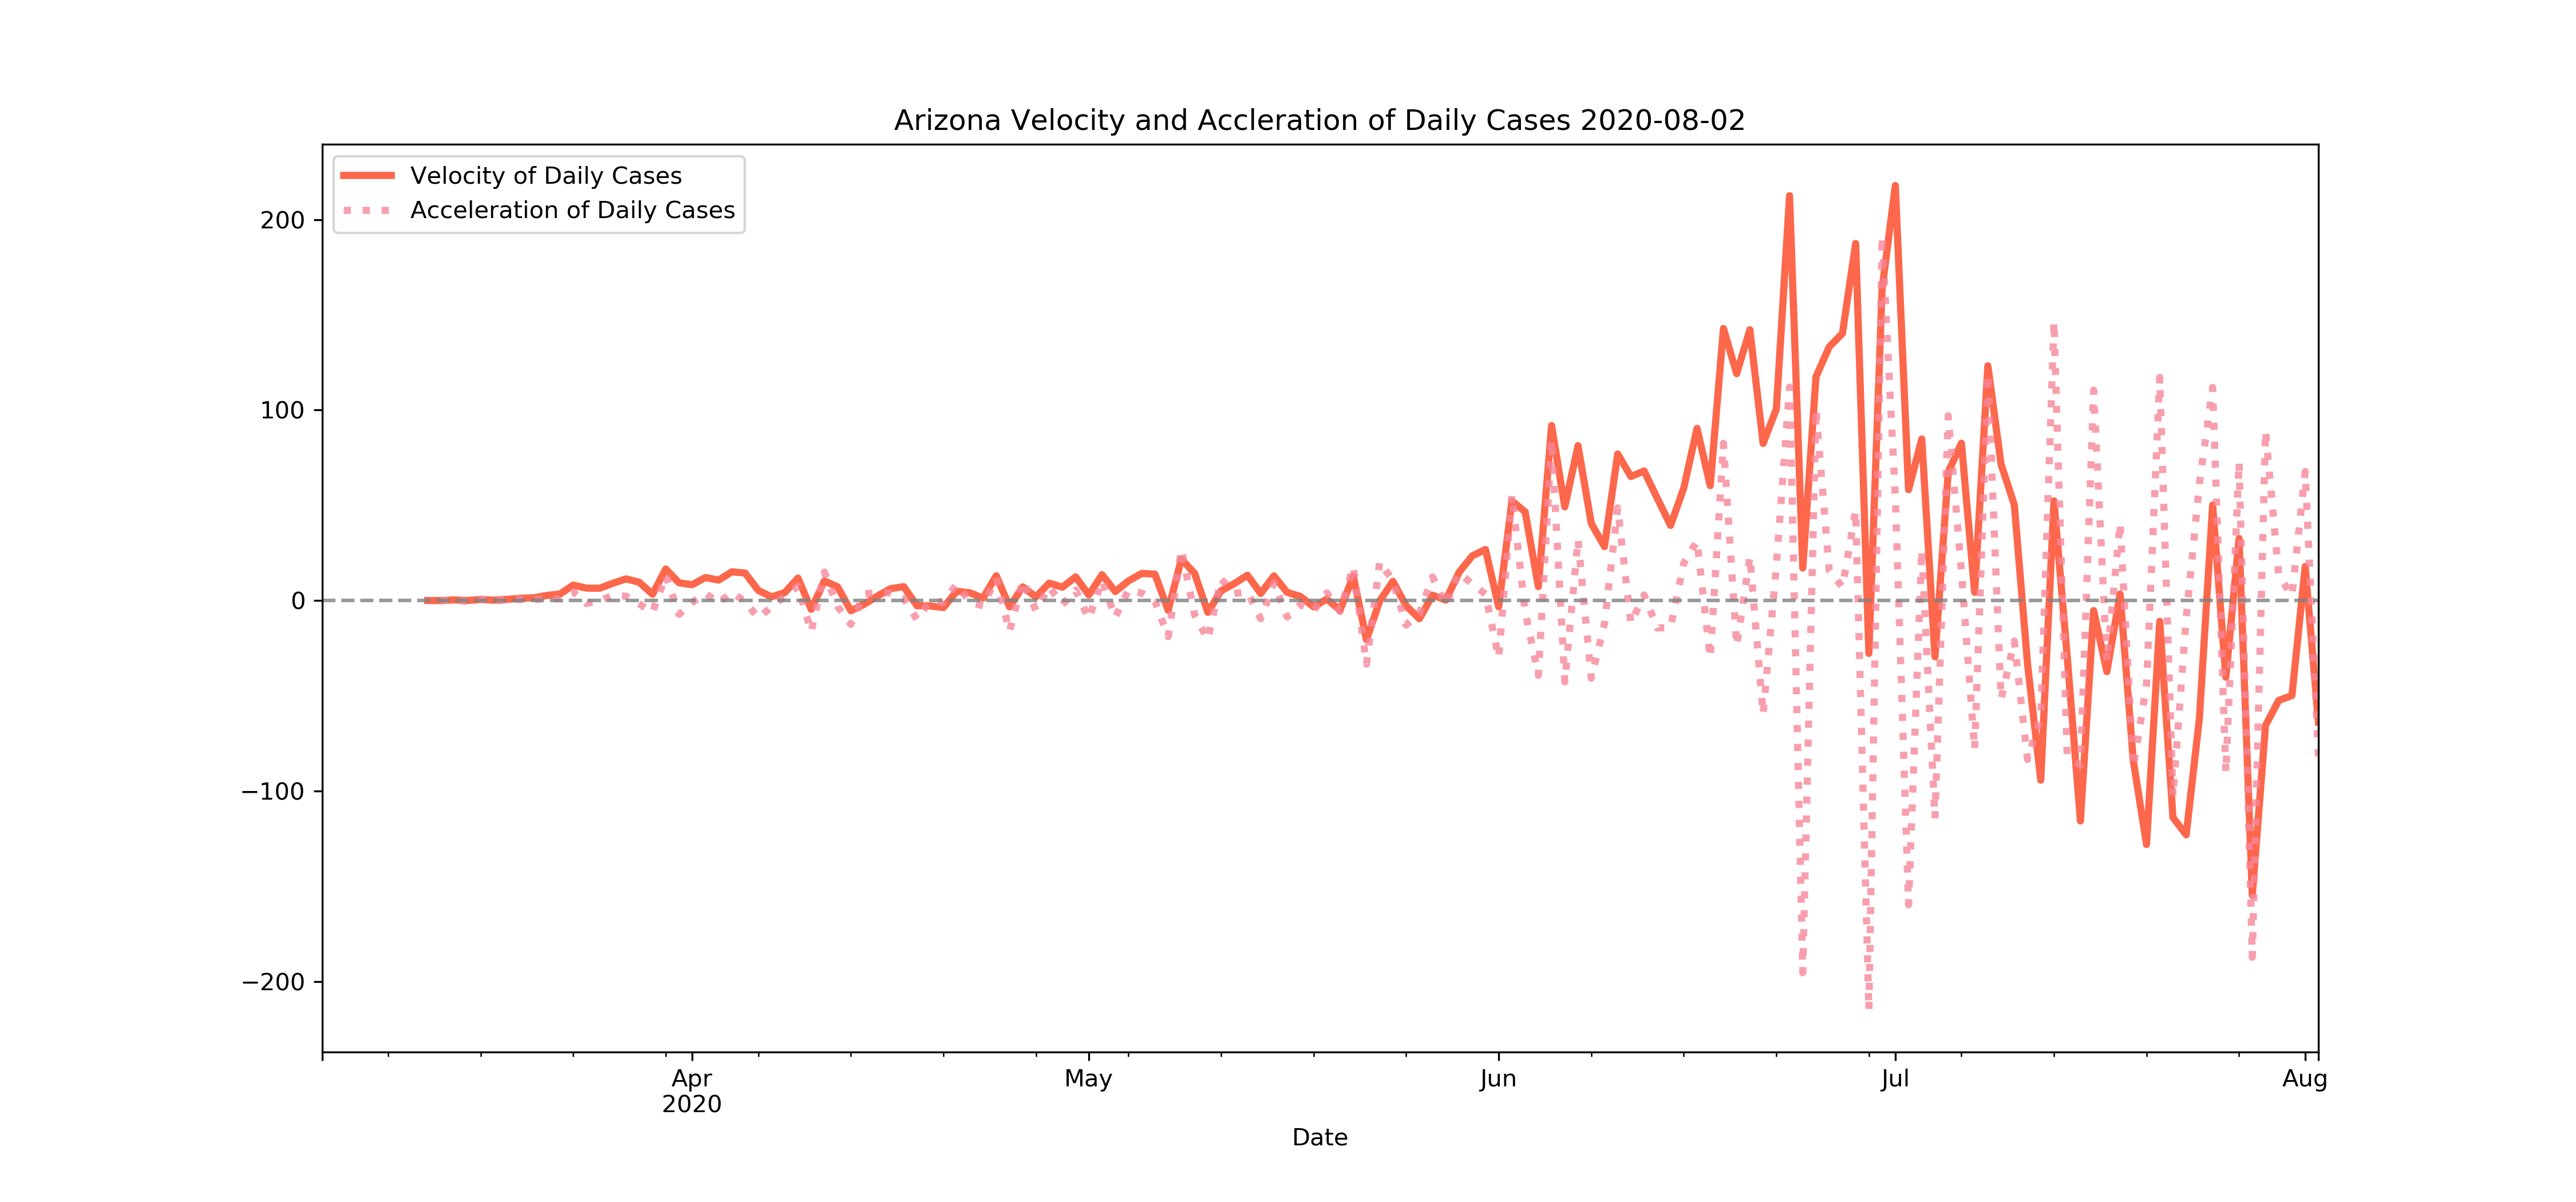 Arizona Velocity and Accleration of Daily Cases 2020-08-02
Velocity of Daily Cases
Acceleration of Daily Cases
200
100
0
−100
−200
Apr
2020
May
Jun
Jul
Aug
Date